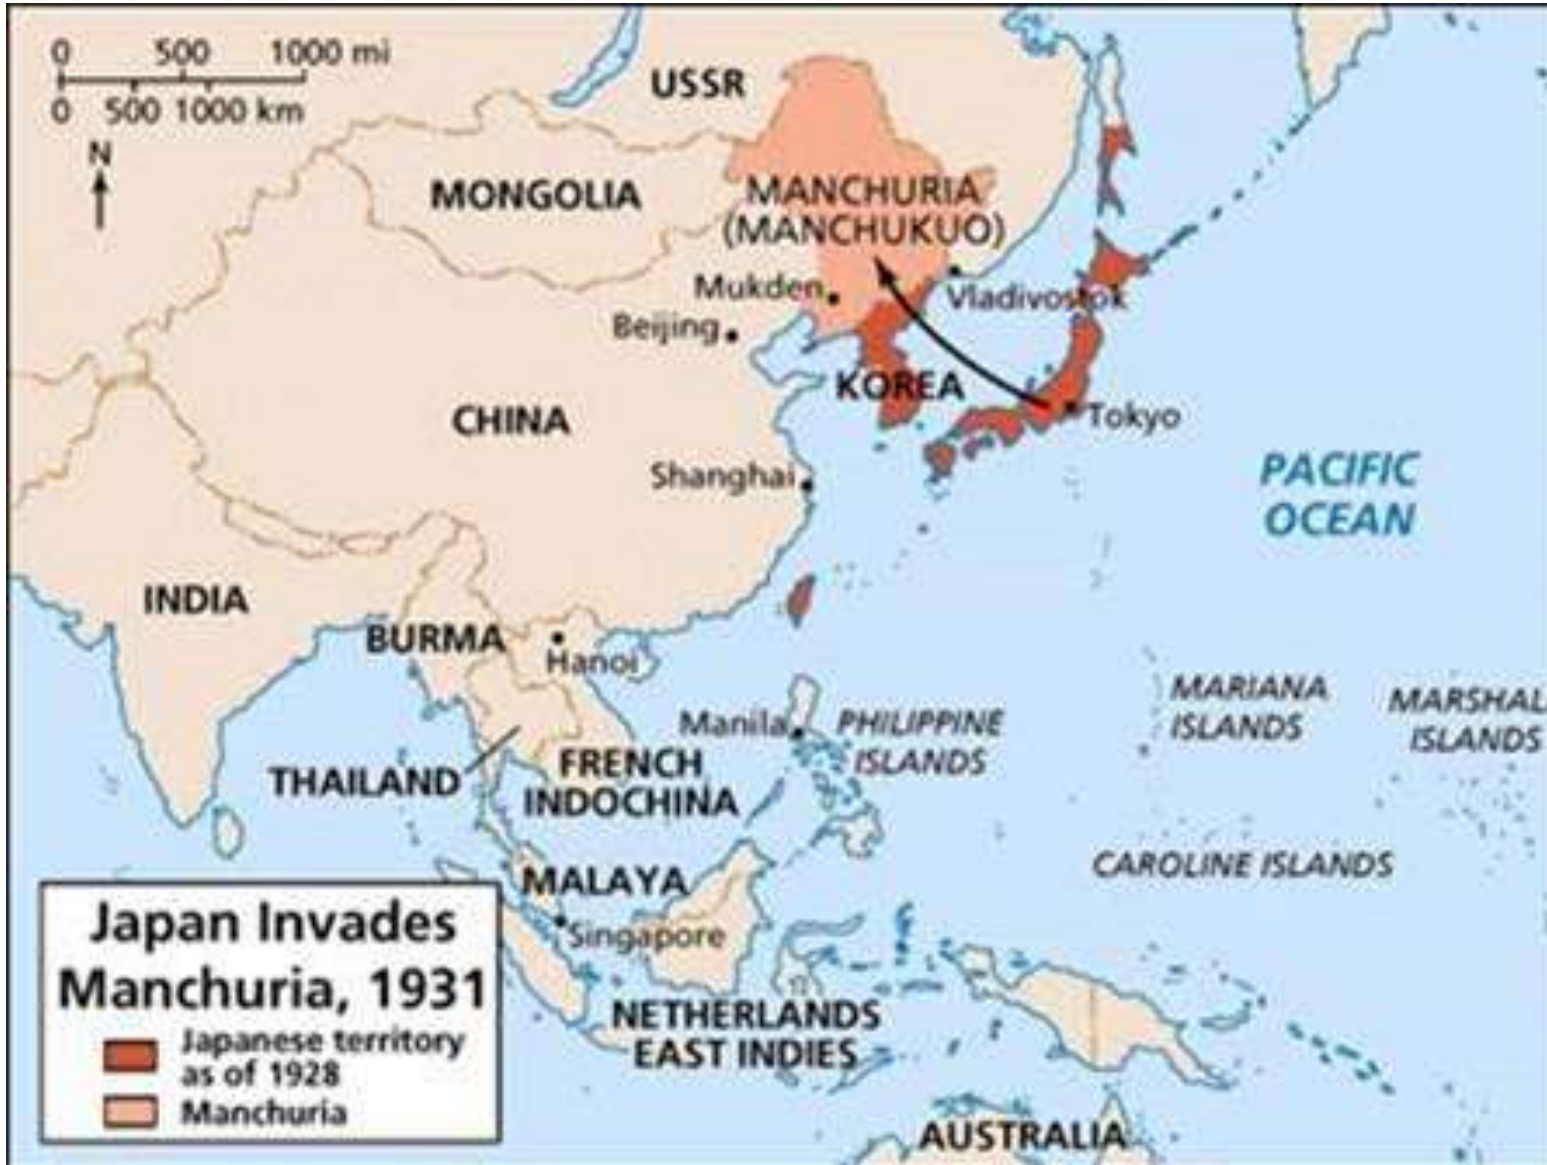 0 500 1000 mi
0 500 1000 km
N
USSR
MONGOLIA
MANCHURIA
(MANCHUKUO)
Mukden
Vladivostok
Beijing
KOREA
CHINA
Tokyo
Shanghai
PACIFIC
OCEAN
INDIA
BURMA
Hanoi
MARIANA
ISLANDS
MARSHAL
ISLANDS
Manila
PHILIPPINE
ISLANDS
THAILAND
FRENCH
INDOCHINA
CAROLINE ISLANDS
MALAYA
Singapore
NETHERLANDS
EAST INDIES
AUSTRALIA
Japan Invades
Manchuria, 1931
Japanese territory
as of 1928
Manchuria